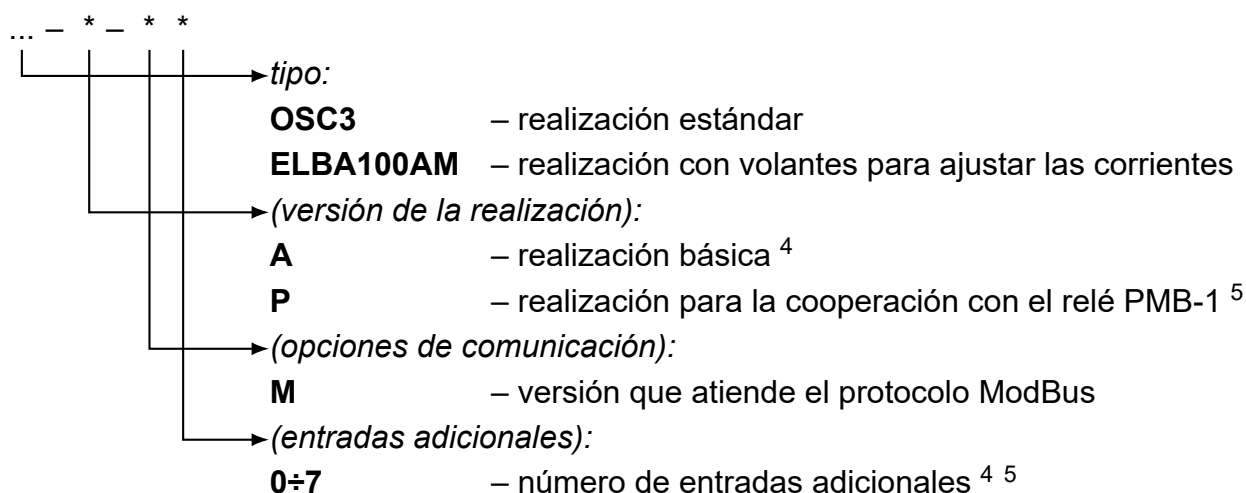 ... – * – * *
tipo:
OSC3 – realización estándar
ELBA100AM – realización con volantes para ajustar las corrientes
(versión de la realización):
A – realización básica 4
P – realización para la cooperación con el relé PMB-1 5
(opciones de comunicación):
M – versión que atiende el protocolo ModBus
(entradas adicionales):
0÷7 – número de entradas adicionales 4 5